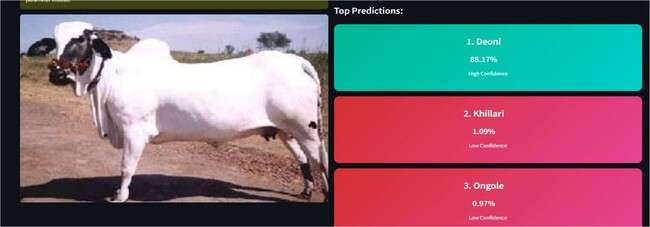 Top Predictions:
1. Deoni
88.17%
High Confidence
2. Khillari
1.09%
Low Confidence
3. Ongole
0.97%
Low Confidence